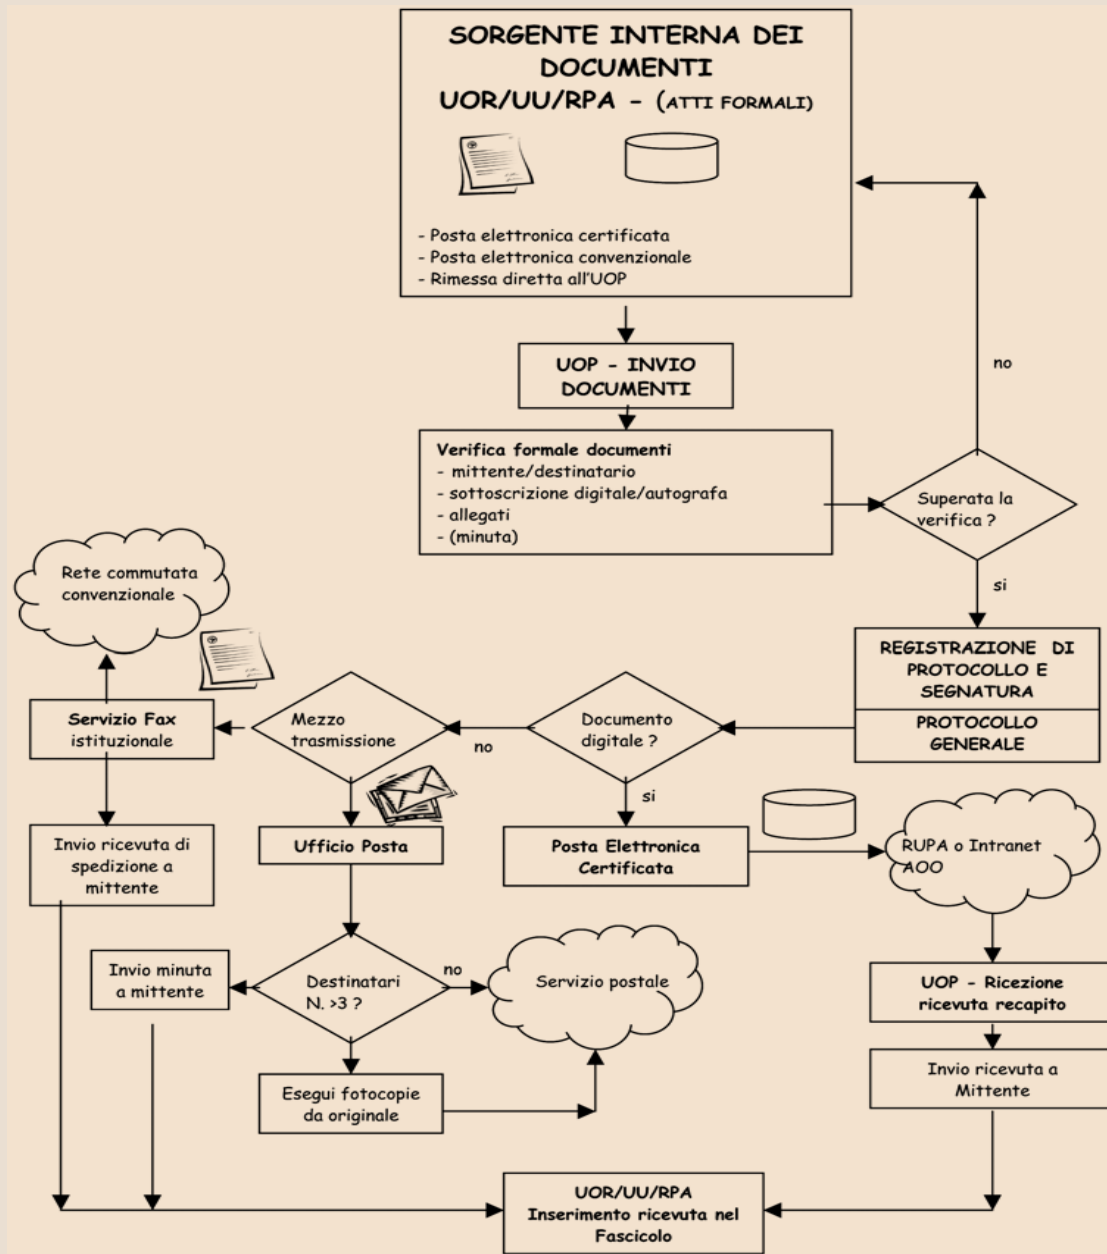 SORGENTE INTERNA DEI
DOCUMENTI
UOR/UU/RPA - (ATTI FORMALI)
- Posta elettronica certificata
- Posta elettronica convenzionale
- Rimessa diretta all'UOP
UOP - INVIO
DOCUMENTI
no
Verifica formale documenti
- mittente/destinatario
- sottoscrizione digitale/autografa
- allegati
- (minuta)
Superata la
verifica ?
si
Rete commutata
convenzionale
REGISTRAZIONE DI
PROTOCOLLO E
SEGNATURA
PROTOCOLLO
GENERALE
Servizio Fax
istituzionale
Mezzo
trasmissione
no
Documento
digitale ?
si
Invio ricevuta di
spedizione a
mittente
Ufficio Posta
Posta Elettronica
Certificata
RUPA o Intranet
AOO
Invio minuta
a mittente
Destinatari
N. >3 ?
no
Servizio postale
UOP - Ricezione
ricevuta recapito
Esegui fotocopie
da originale
Invio ricevuta a
Mittente
UOR/UU/RPA
Inserimento ricevuta nel
Fascicolo